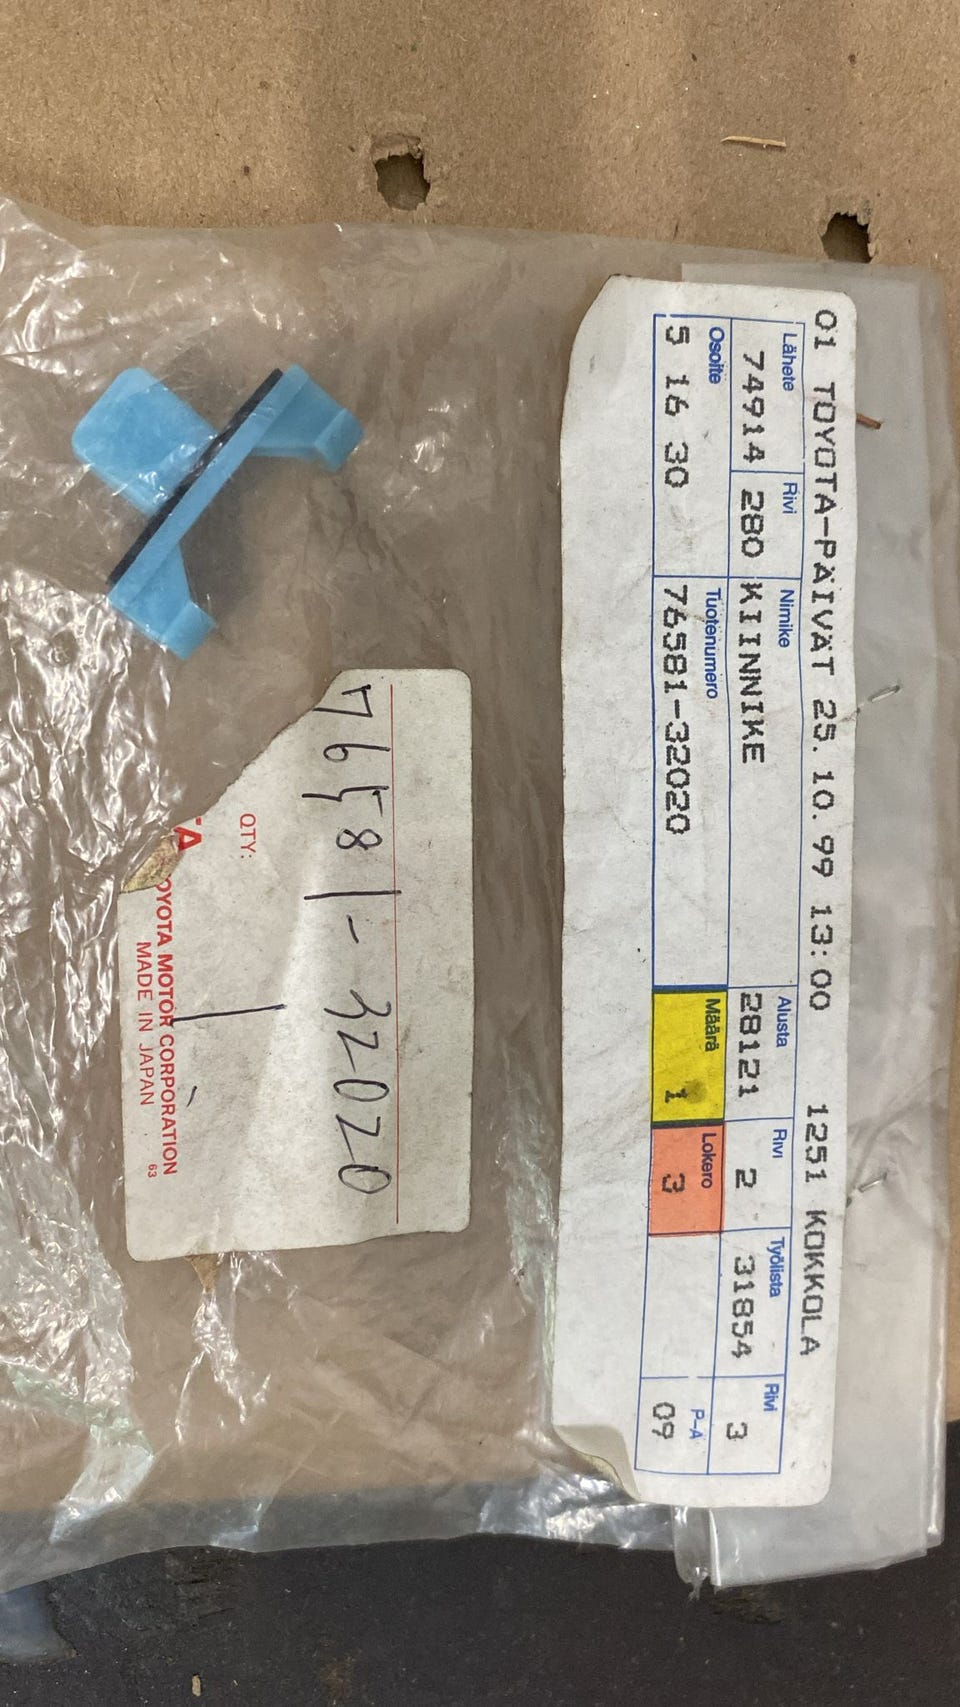 01 TOYOTA-PÄIVÄT 25.10.99 13:00 1251 KOKKOLA
Lähete Rivi Nimike Alusta Rivi Työlista Rivi
74914 280 KIINNIKE 28121 2 31854 3
Osoite Tuotenumero Määrä Lokero P-A
5 16 30 76581-32020 1 3 09
76581-32020
QTY:
1
TA
OYOTA MOTOR CORPORATION
MADE IN JAPAN
63